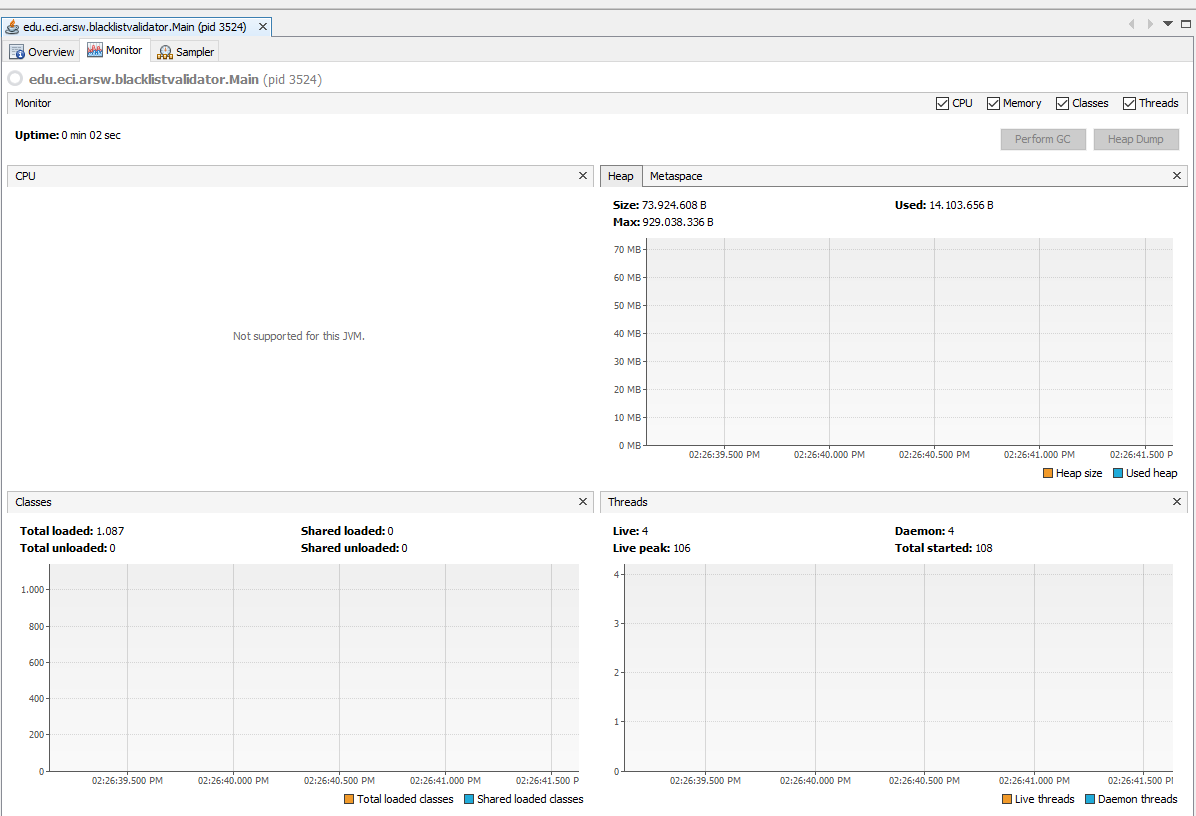 edu.eci.arsw.blacklistvalidator.Main (pid 3524)
Overview Monitor Sampler
edu.eci.arsw.blacklistvalidator.Main (pid 3524)
Monitor CPU Memory Classes Threads
Uptime: 0 min 02 sec
Perform GC Heap Dump
CPU
Not supported for this JVM.
Heap Metaspace
Size: 73.924.608 B Used: 14.103.656 B
Max: 929.038.336 B
70 MB
60 MB
50 MB
40 MB
30 MB
20 MB
10 MB
0 MB
02:26:39.500 PM 02:26:40.000 PM 02:26:40.500 PM 02:26:41.000 PM 02:26:41.500 P
Heap size Used heap
Classes
Total loaded: 1.087 Shared loaded: 0
Total unloaded: 0 Shared unloaded: 0
1.000
800
600
400
200
0
02:26:39.500 PM 02:26:40.000 PM 02:26:40.500 PM 02:26:41.000 PM 02:26:41.500 P
Total loaded classes Shared loaded classes
Threads
Live: 4 Daemon: 4
Live peak: 106 Total started: 108
4
3
2
1
0
02:26:39.500 PM 02:26:40.000 PM 02:26:40.500 PM 02:26:41.000 PM 02:26:41.500 P
Live threads Daemon threads